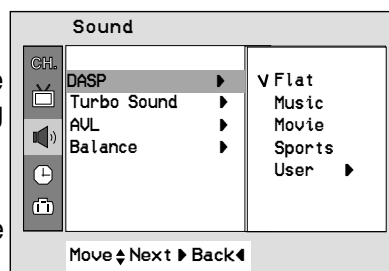 Sound
CH.
DASP
Turbo Sound
AVL
Balance
V Flat
Music
Movie
Sports
User
Move Next Back
e
g
e